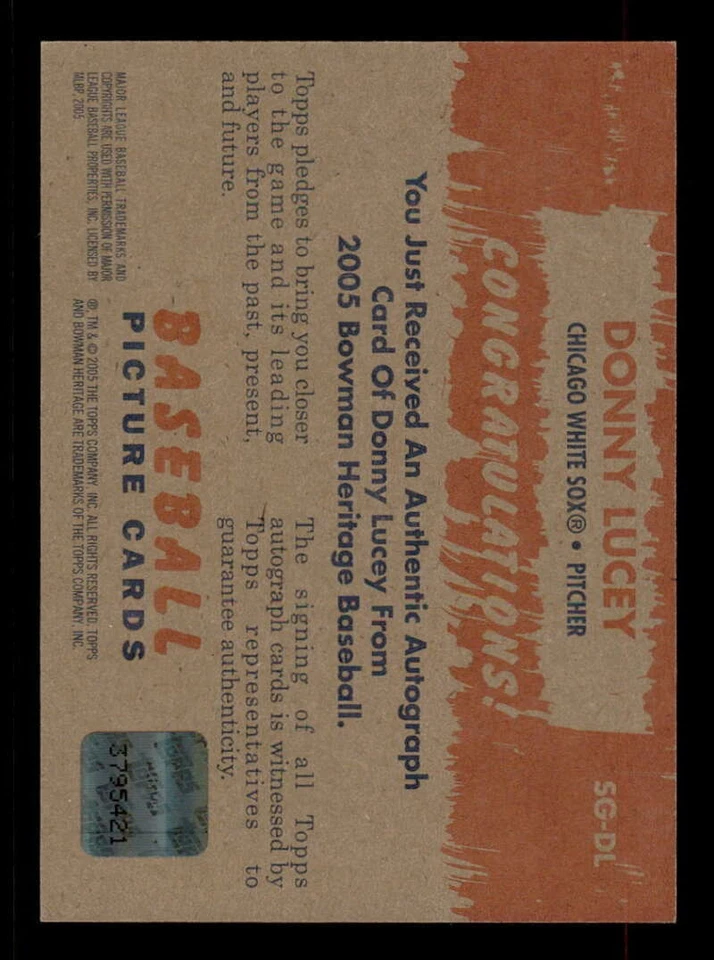 SG-DL
DONNY LUCEY
CHICAGO WHITE SOX® • PITCHER
CONGRATULATIONS!
You Just Received An Authentic Autograph
Card Of Donny Lucey From
2005 Bowman Heritage Baseball.
Topps pledges to bring you closer
to the game and its leading
players from the past, present,
and future.
The signing of all Topps
autograph cards is witnessed by
Topps representatives to
guarantee authenticity.
BASEBALL
PICTURE CARDS
MAJOR LEAGUE BASEBALL TRADEMARKS AND
COPYRIGHTS ARE USED WITH PERMISSION OF MAJOR
LEAGUE BASEBALL PROPERTIES, INC. LICENSED BY
MLBP, 2005
®, TM & © 2005 THE TOPPS COMPANY, INC. ALL RIGHTS RESERVED. TOPPS
AND BOWMAN HERITAGE ARE TRADEMARKS OF THE TOPPS COMPANY, INC.
3795421